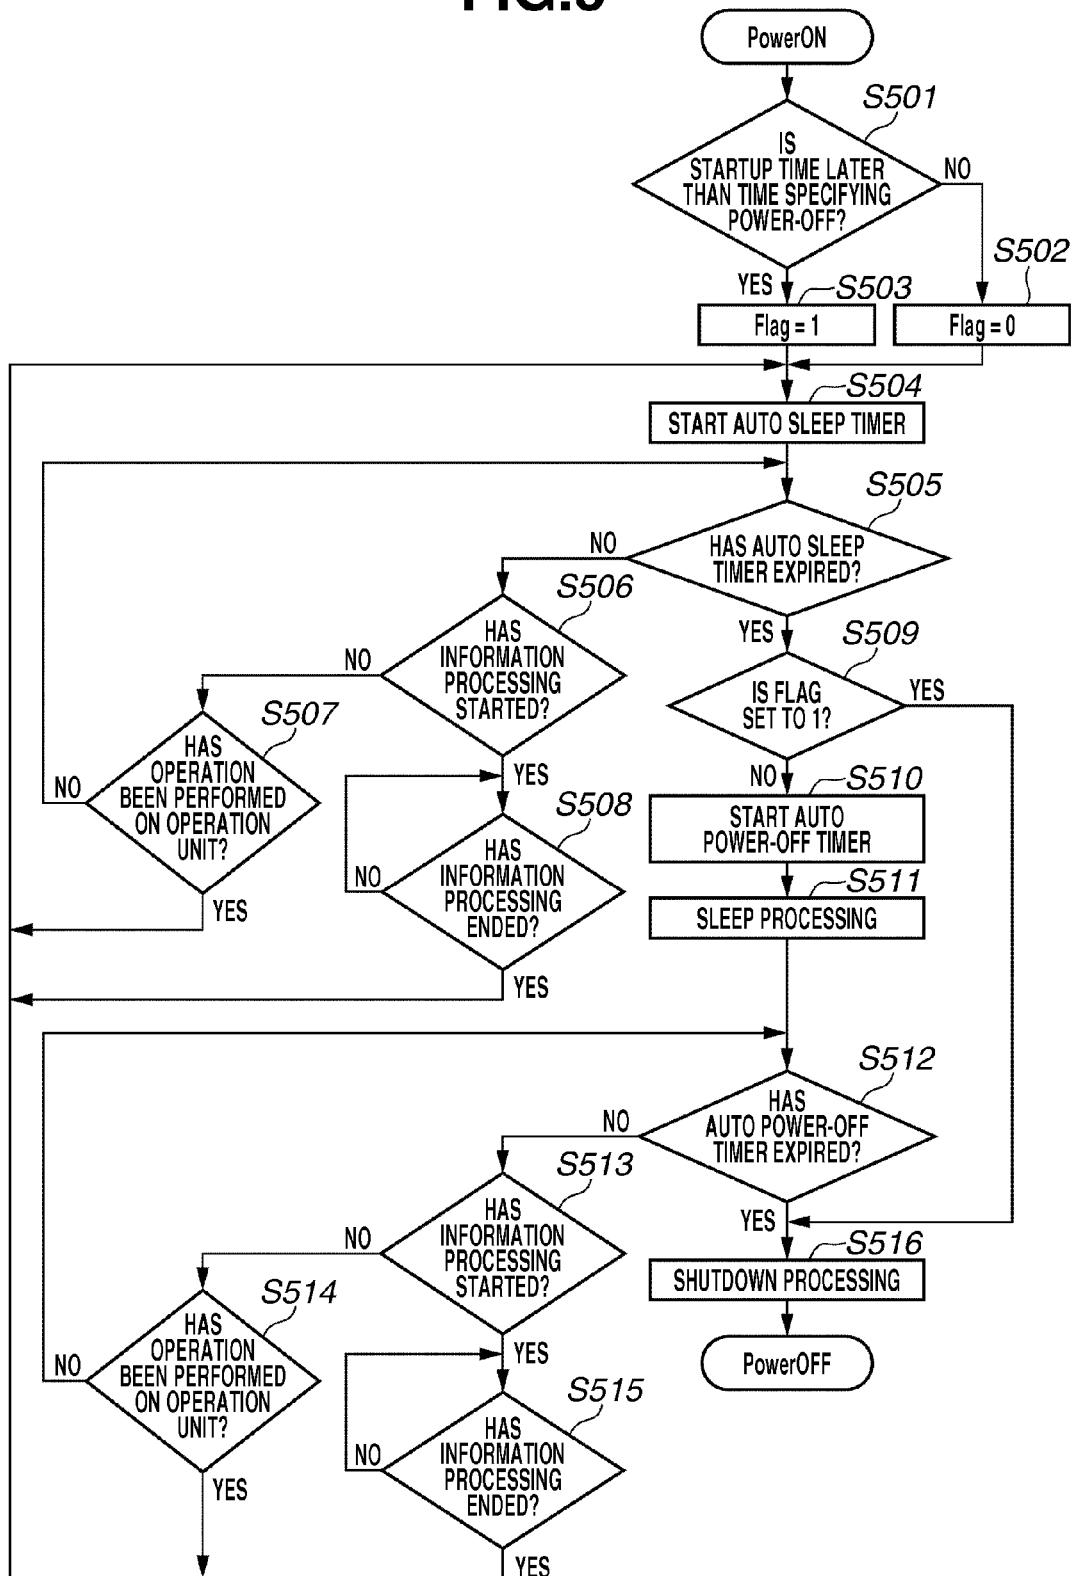 PowerON
S501
IS
STARTUP TIME LATER
THAN TIME SPECIFYING
POWER-OFF?
NO
S502
YES
S503
Flag = 1
Flag = 0
S504
START AUTO SLEEP TIMER
S505
NO
HAS AUTO SLEEP
TIMER EXPIRED?
S506
YES
S509
HAS
INFORMATION
PROCESSING
STARTED?
NO
IS FLAG
SET TO 1?
YES
S507
HAS
OPERATION
BEEN PERFORMED
ON OPERATION
UNIT?
NO
YES
YES
S508
HAS
INFORMATION
PROCESSING
ENDED?
NO
YES
NO
S510
START AUTO
POWER-OFF TIMER
S511
SLEEP PROCESSING
S512
NO
HAS
AUTO POWER-OFF
TIMER EXPIRED?
S513
YES
HAS
INFORMATION
PROCESSING
STARTED?
NO
S516
SHUTDOWN PROCESSING
S514
HAS
OPERATION
BEEN PERFORMED
ON OPERATION
UNIT?
NO
YES
YES
PowerOFF
S515
HAS
INFORMATION
PROCESSING
ENDED?
NO
YES